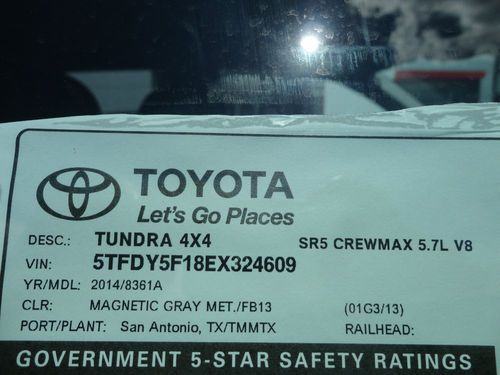 TOYOTA
Let's Go Places
DESC.: TUNDRA 4X4 SR5 CREWMAX 5.7L V8
VIN: 5TFDY5F18EX324609
YR/MDL: 2014/8361A
CLR: MAGNETIC GRAY MET./FB13 (01G3/13)
PORT/PLANT: San Antonio, TX/TMMTX RAILHEAD:
GOVERNMENT 5-STAR SAFETY RATINGS